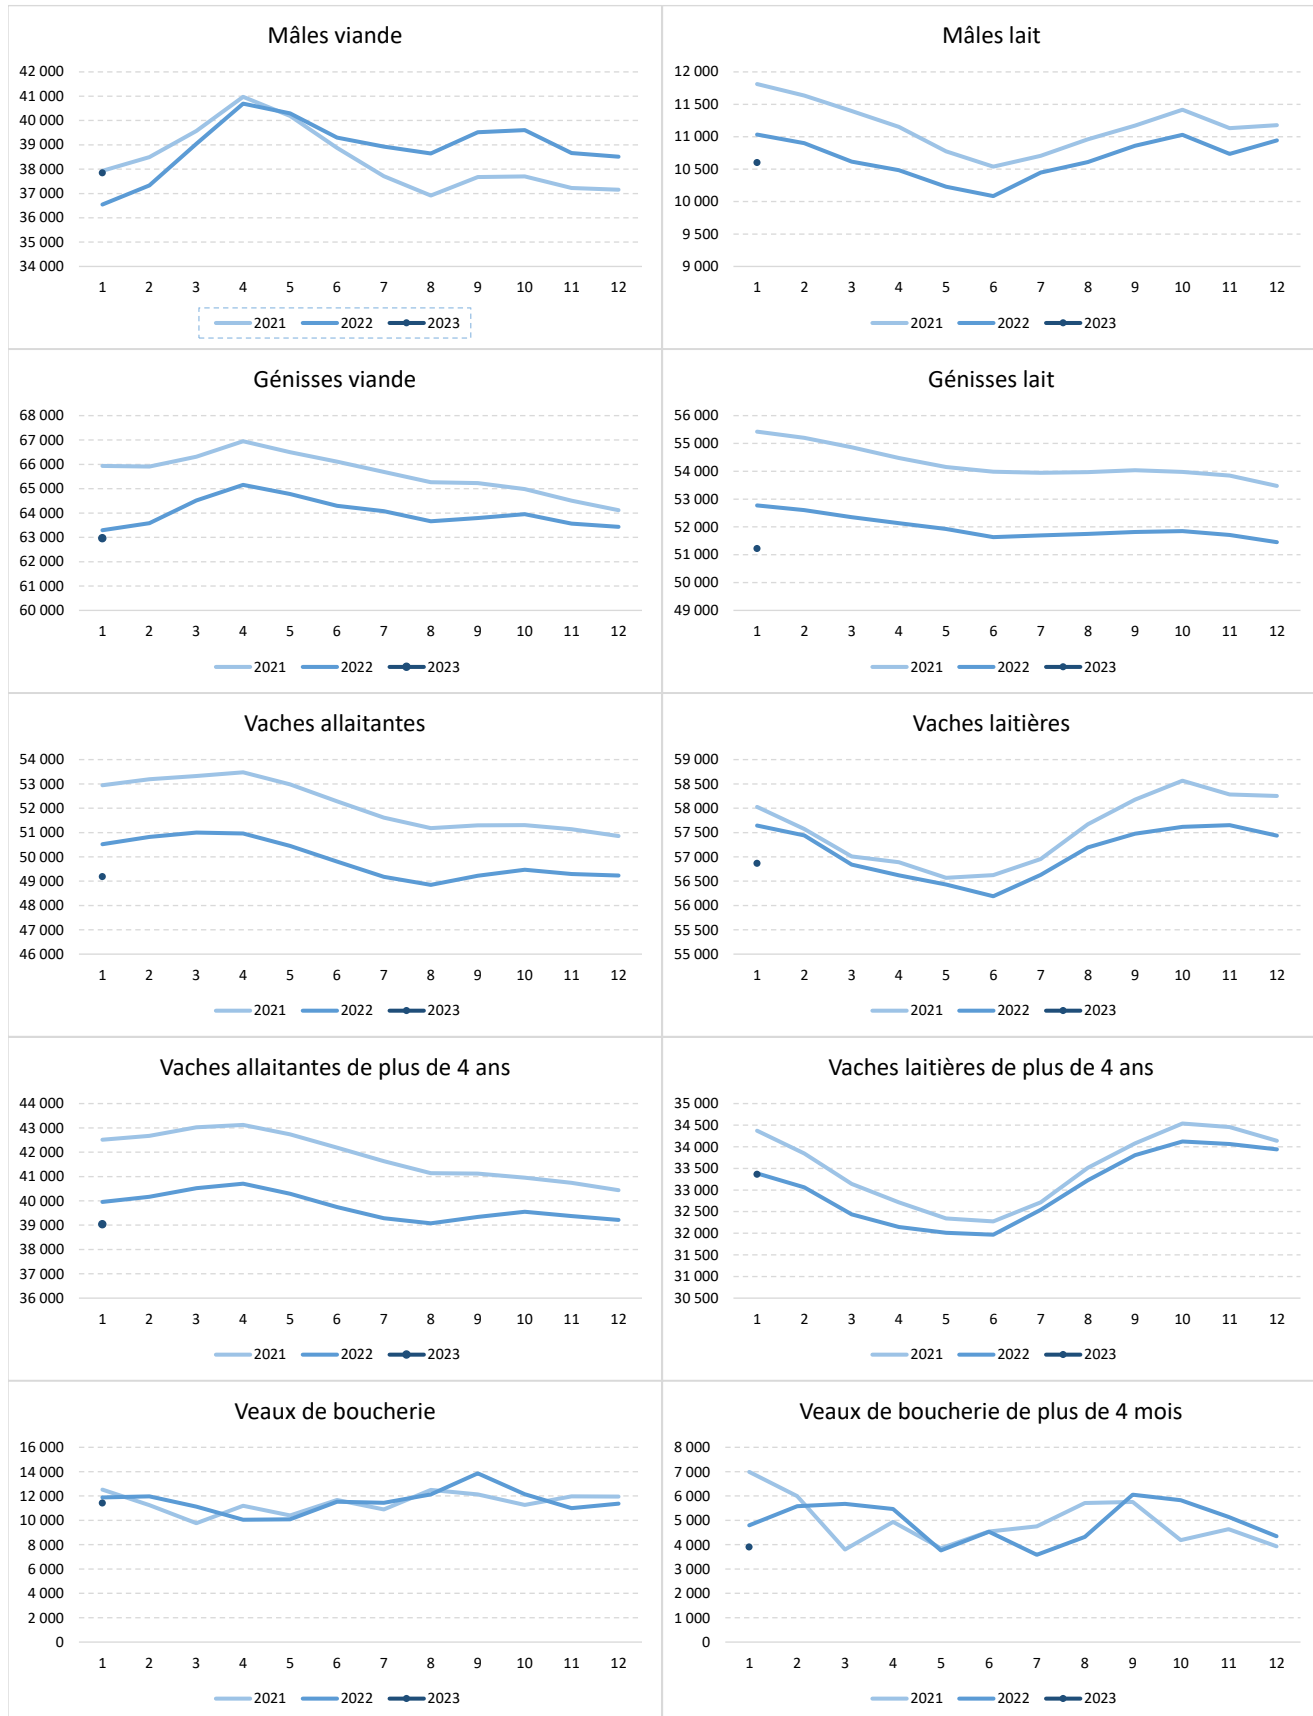 Mâles viande
42 000
41 000
40 000
39 000
38 000
37 000
36 000
35 000
34 000
1 2 3 4 5 6 7 8 9 10 11 12
2021 2022 2023
Mâles lait
12 000
11 500
11 000
10 500
10 000
9 500
9 000
1 2 3 4 5 6 7 8 9 10 11 12
2021 2022 2023
Génisses viande
68 000
67 000
66 000
65 000
64 000
63 000
62 000
61 000
60 000
1 2 3 4 5 6 7 8 9 10 11 12
2021 2022 2023
Génisses lait
56 000
55 000
54 000
53 000
52 000
51 000
50 000
49 000
1 2 3 4 5 6 7 8 9 10 11 12
2021 2022 2023
Vaches allaitantes
54 000
53 000
52 000
51 000
50 000
49 000
48 000
47 000
46 000
1 2 3 4 5 6 7 8 9 10 11 12
2021 2022 2023
Vaches laitières
59 000
58 500
58 000
57 500
57 000
56 500
56 000
55 500
55 000
1 2 3 4 5 6 7 8 9 10 11 12
2021 2022 2023
Vaches allaitantes de plus de 4 ans
44 000
43 000
42 000
41 000
40 000
39 000
38 000
37 000
36 000
1 2 3 4 5 6 7 8 9 10 11 12
2021 2022 2023
Vaches laitières de plus de 4 ans
35 000
34 500
34 000
33 500
33 000
32 500
32 000
31 500
31 000
30 500
1 2 3 4 5 6 7 8 9 10 11 12
2021 2022 2023
Veaux de boucherie
16 000
14 000
12 000
10 000
8 000
6 000
4 000
2 000
0
1 2 3 4 5 6 7 8 9 10 11 12
2021 2022 2023
Veaux de boucherie de plus de 4 mois
8 000
7 000
6 000
5 000
4 000
3 000
2 000
1 000
0
1 2 3 4 5 6 7 8 9 10 11 12
2021 2022 2023